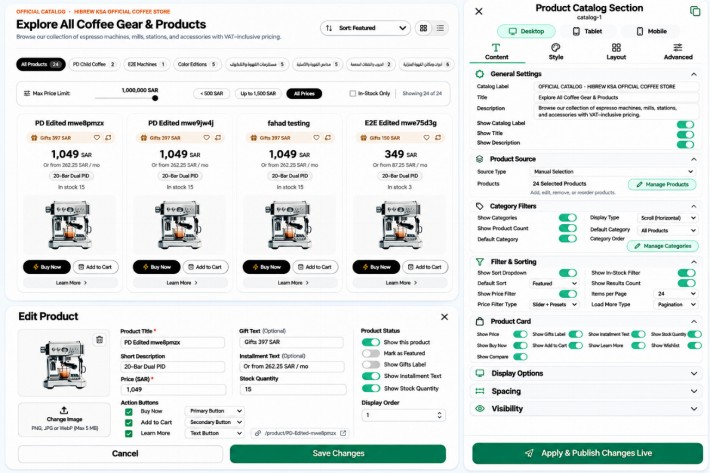 OFFICIAL CATALOG • HIBREW KSA OFFICIAL COFFEE STORE
Explore All Coffee Gear & Products
Browse our collection of espresso machines, mills, stations, and accessories with VAT-inclusive pricing.
Sort: Featured
All Products 24
PD Child Coffee 2
E2E Machines 1
Color Editions 5
Max Price Limit:
1,000,000 SAR
< 500 SAR
Up to 1,500 SAR
All Prices
In-Stock Only
Showing 24 of 24
PD Edited mwe8pmzx
Gifts 397 SAR
1,049 SAR
Or from 262.25 SAR / mo
20-Bar Dual PID
In stock 15
Buy Now
Add to Cart
Learn More >
PD Edited mwe9jw4j
Gifts 397 SAR
1,049 SAR
Or from 262.25 SAR / mo
20-Bar Dual PID
In stock 15
Buy Now
Add to Cart
Learn More >
fahad testing
Gifts 397 SAR
1,049 SAR
Or from 262.25 SAR / mo
20-Bar Dual PID
In stock 15
Buy Now
Add to Cart
Learn More >
E2E Edited mwe75d3g
Gifts 150 SAR
349 SAR
Or from 87.25 SAR / mo
20-Bar Dual PID
In stock 3
Buy Now
Add to Cart
Learn More >
Edit Product
Change Image
PNG, JPG or WebP (Max 5 MB)
Product Title *
PD Edited mwe8pmzx
Short Description
20-Bar Dual PID
Price (SAR) *
1,049
Action Buttons
Buy Now
Primary Button
Add to Cart
Secondary Button
Learn More
Text Button
/product/PD-Edited-mwe8pmzx
Gift Text (Optional)
Gifts 397 SAR
Installment Text (Optional)
Or from 262.25 SAR / mo
Stock Quantity
15
Product Status
Show this product
Mark as Featured
Show Gifts Label
Show Installment Text
Show Stock Quantity
Display Order
1
Cancel
Save Changes
Product Catalog Section
catalog-1
Desktop
Tablet
Mobile
Content
Style
Layout
Advanced
General Settings
Catalog Label
OFFICIAL CATALOG · HIBREW KSA OFFICIAL COFFEE STORE
Title
Explore All Coffee Gear & Products
Description
Browse our collection of espresso machines, mills, stations,
and accessories with VAT-inclusive pricing.
Show Catalog Label
Show Title
Show Description
Product Source
Source Type
Manual Selection
Products
24 Selected Products
Manage Products
Add, edit, remove, or reorder products.
Category Filters
Show Categories
Display Type
Scroll (Horizontal)
Show Product Count
Default Category
All Products
Default Category
Category Order
Manage Categories
Filter & Sorting
Show Sort Dropdown
Show In-Stock Filter
Default Sort
Featured
Show Results Count
Show Price Filter
Items per Page
24
Price Filter Type
Slider + Presets
Load More Type
Pagination
Product Card
Show Price
Show Gifts Label
Show Installment Text
Show Stock Quantity
Show Buy Now
Show Add to Cart
Show Learn More
Show Wishlist
Show Compare
Display Options
Spacing
Visibility
Apply & Publish Changes Live